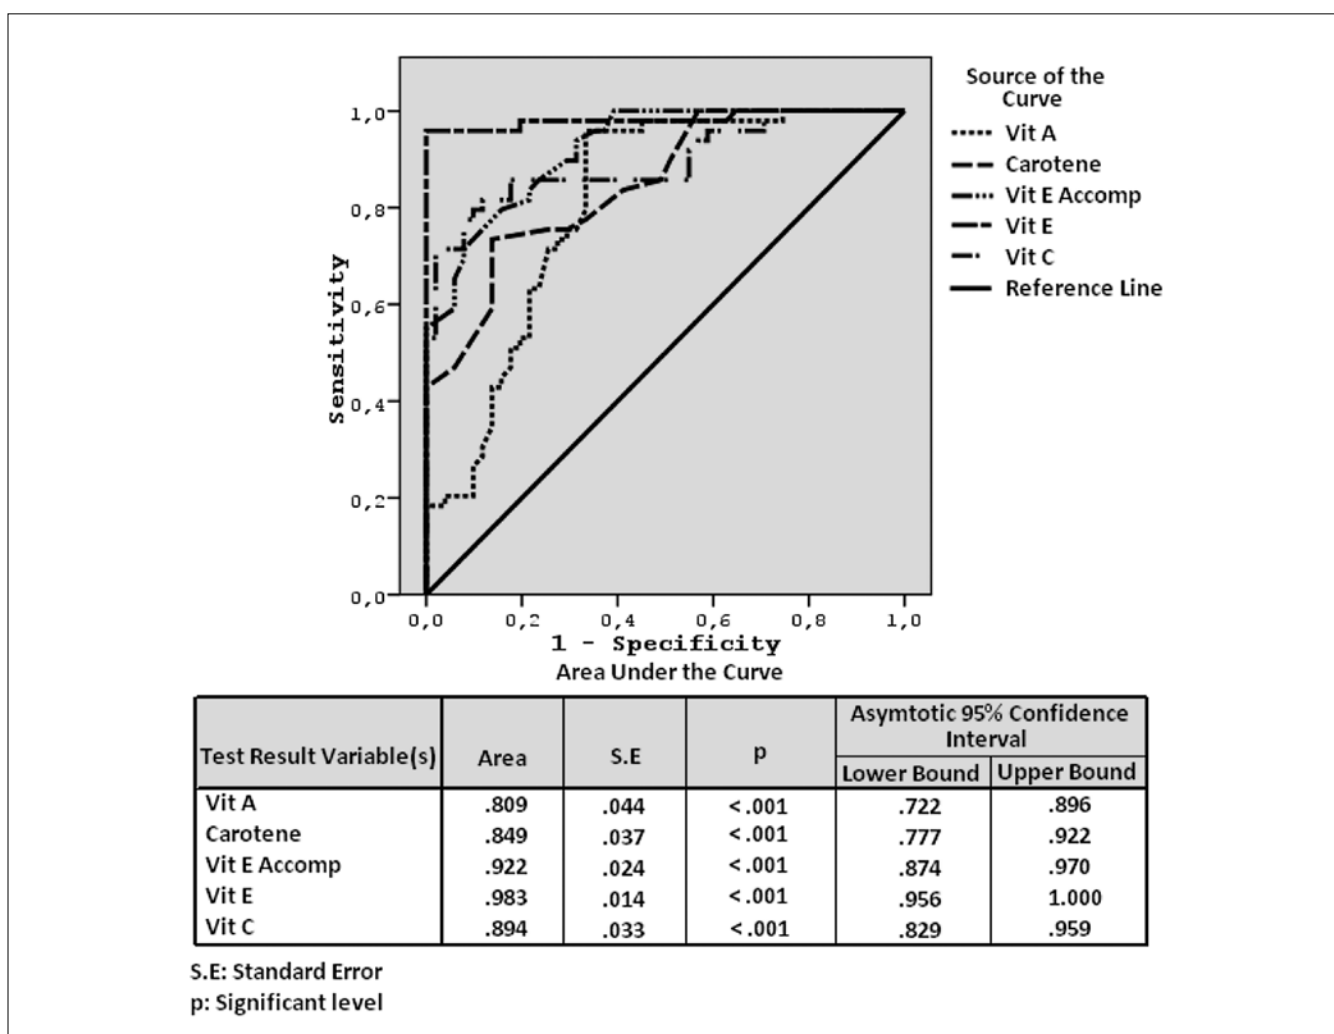 Source of the
Curve
Vit A
Carotene
Vit E Accomp
Vit E
Vit C
Reference Line
Sensitivity
1,0
0,8
0,6
0,4
0,2
0,0
0,0 0,2 0,4 0,6 0,8 1,0
1 - Specificity
Area Under the Curve
Test Result Variable(s) Area S.E p Asymtotic 95% Confidence
Interval
Lower Bound Upper Bound
Vit A .809 .044 <.001 .722 .896
Carotene .849 .037 <.001 .777 .922
Vit E Accomp .922 .024 <.001 .874 .970
Vit E .983 .014 <.001 .956 1.000
Vit C .894 .033 <.001 .829 .959
S.E: Standard Error
p: Significant level